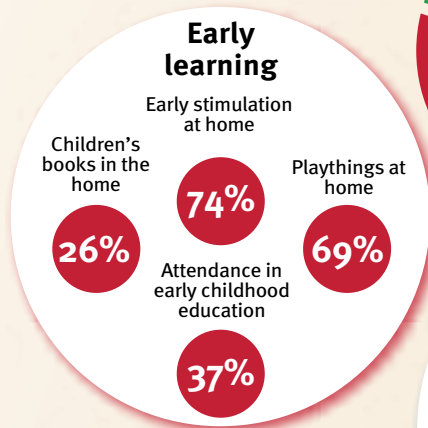 Early
learning
Early stimulation
at home
74%
Children’s
books in the
home
26%
Playthings at
home
69%
Attendance in
early childhood
education
37%